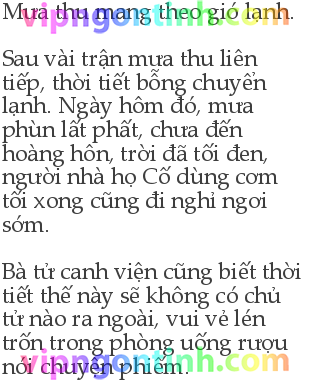 Mưa thu mang theo gió lạnh.
vipngontinh.com
Sau vài trận mưa thu liên
tiếp, thời tiết bỗng chuyển
lạnh. Ngày hôm đó, mưa
phùn lất phất, chưa đến
hoàng hôn, trời đã tối đen,
người nhà họ Cố dùng cơm
tối xong cũng đi nghỉ ngơi
sớm.
Bà tử canh viện cũng biết thời
tiết thế này sẽ không có chủ
tử nào ra ngoài, vui vẻ lén
trốn trong phòng uống rượu
nói chuyện phiếm.
vipngontinh.com